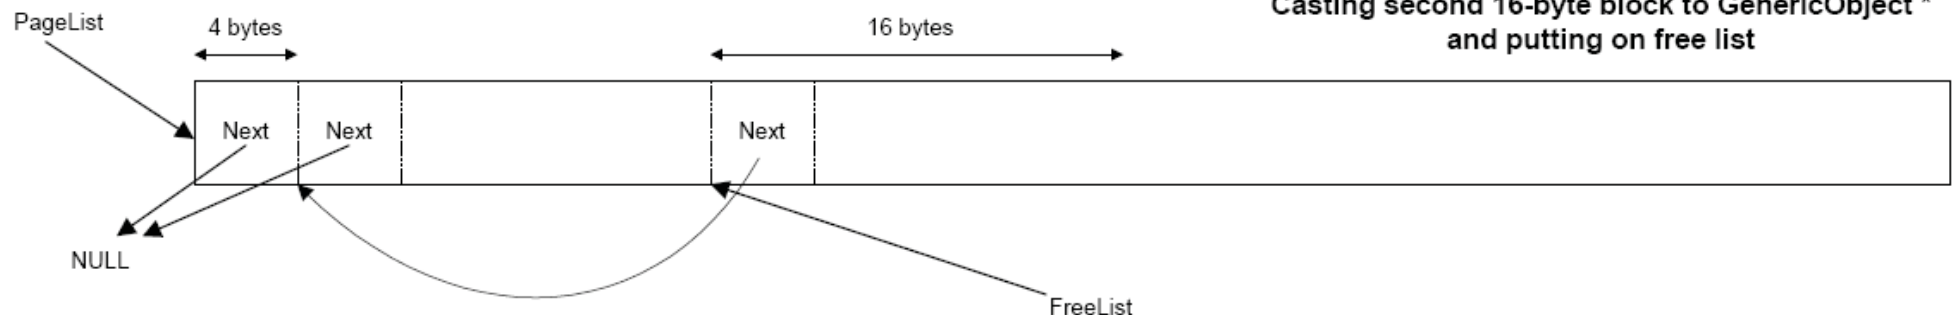 PageList
4 bytes
16 bytes
Casting second 16-byte block to GenericObject *
and putting on free list
Next
Next
Next
NULL
FreeList